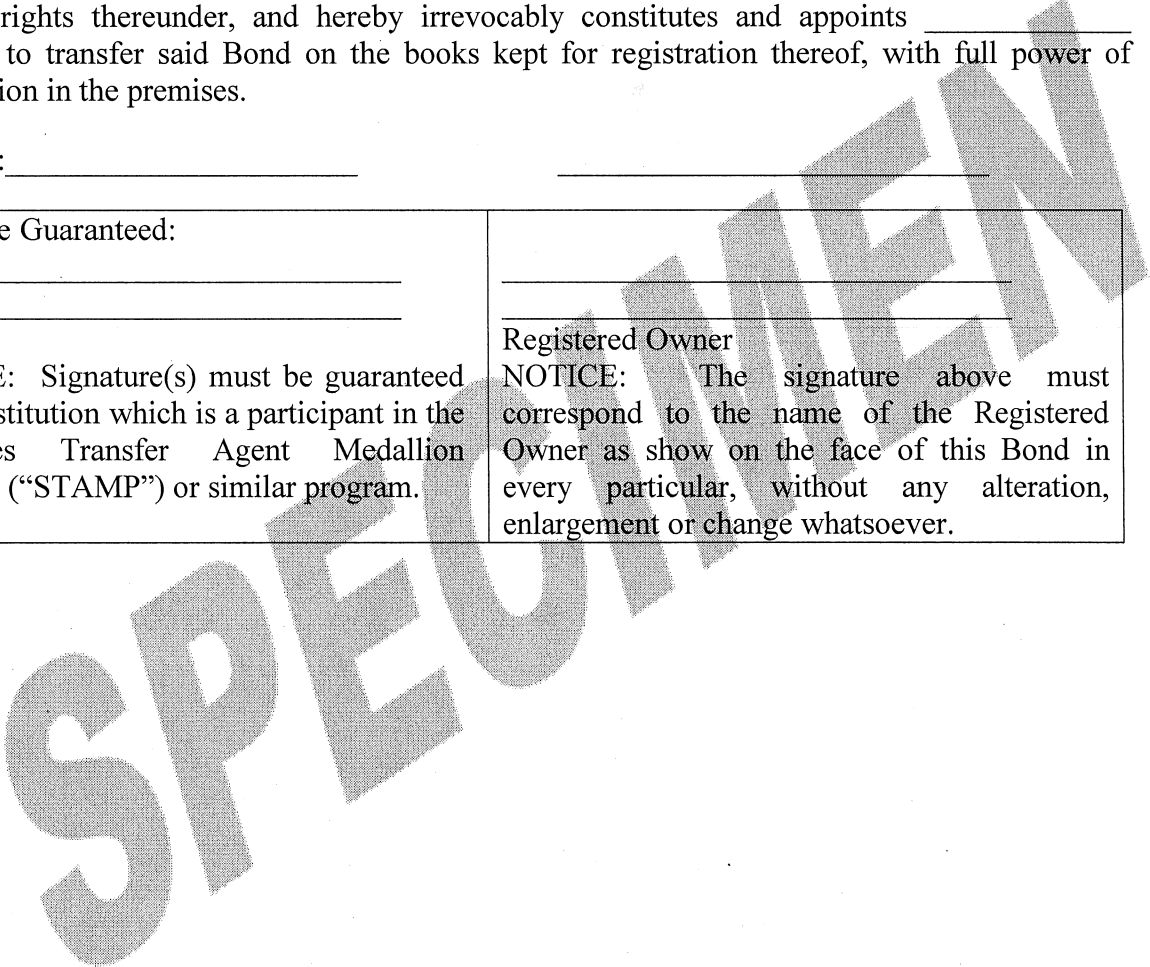 rights thereunder, and hereby irrevocably constitutes and appoints
to transfer said Bond on the books kept for registration thereof, with full power of
ion in the premises.
:
e Guaranteed:
E: Signature(s) must be guaranteed
stitution which is a participant in the
es Transfer Agent Medallion
(“STAMP”) or similar program.
Registered Owner
NOTICE: The signature above must
correspond to the name of the Registered
Owner as show on the face of this Bond in
every particular, without any alteration,
enlargement or change whatsoever.
SPECIMEN